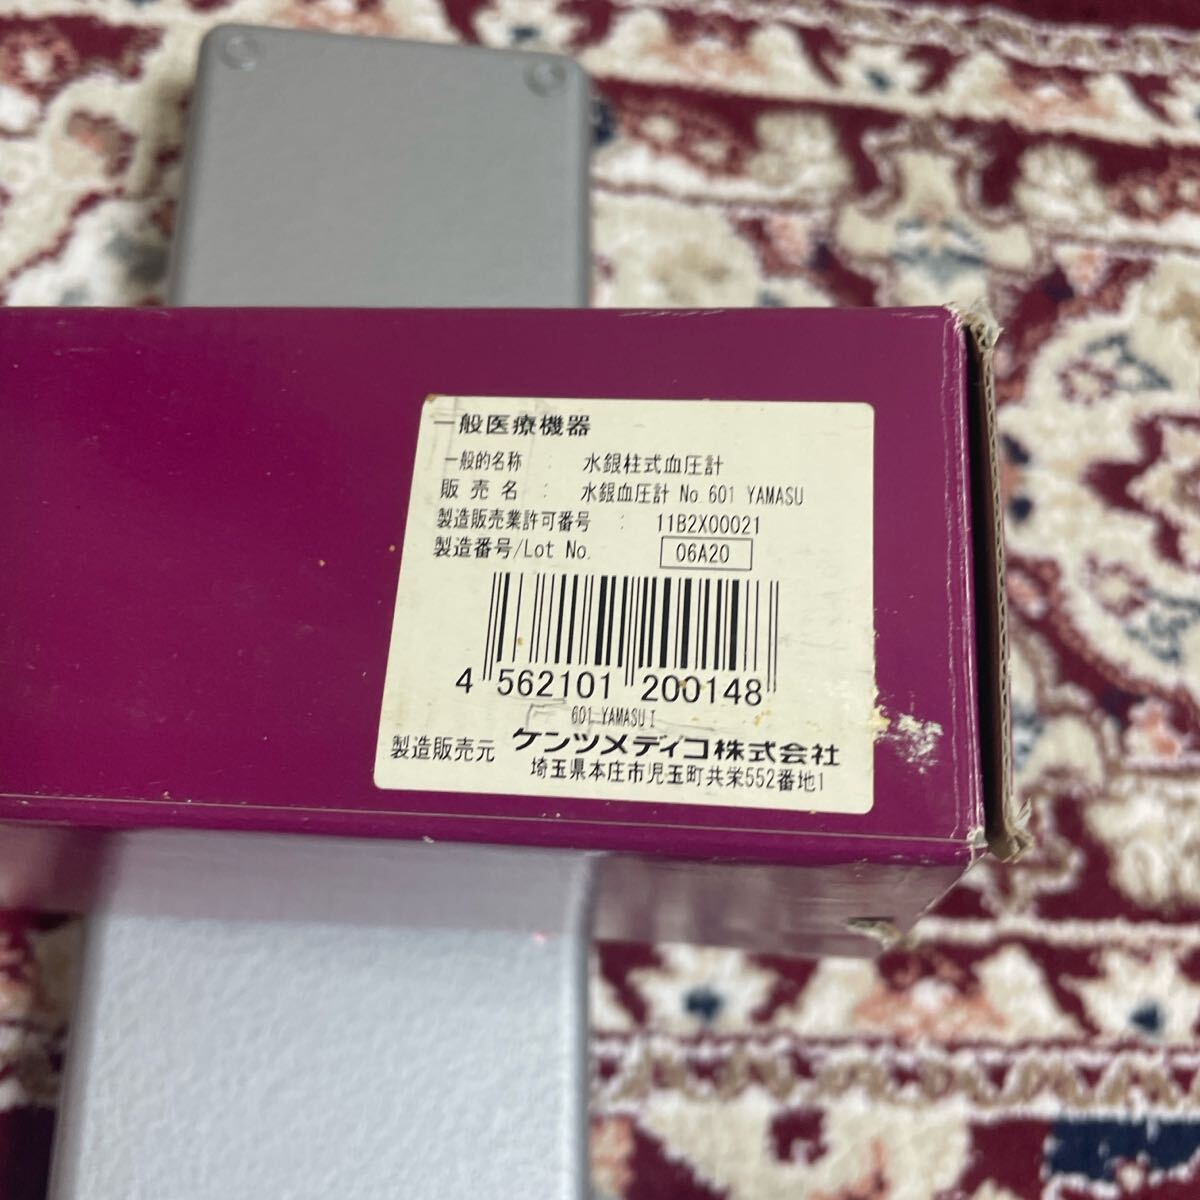 一般医療機器
一般的名称 : 水銀柱式血圧計
販売名 : 水銀血圧計 No.601 YAMASU
製造販売業許可番号 : 11B2X00021
製造番号/Lot No. 06A20
4 562101 200148
601 YAMASU I
製造販売元 ケンツメディコ株式会社
埼玉県本庄市児玉町共栄552番地1